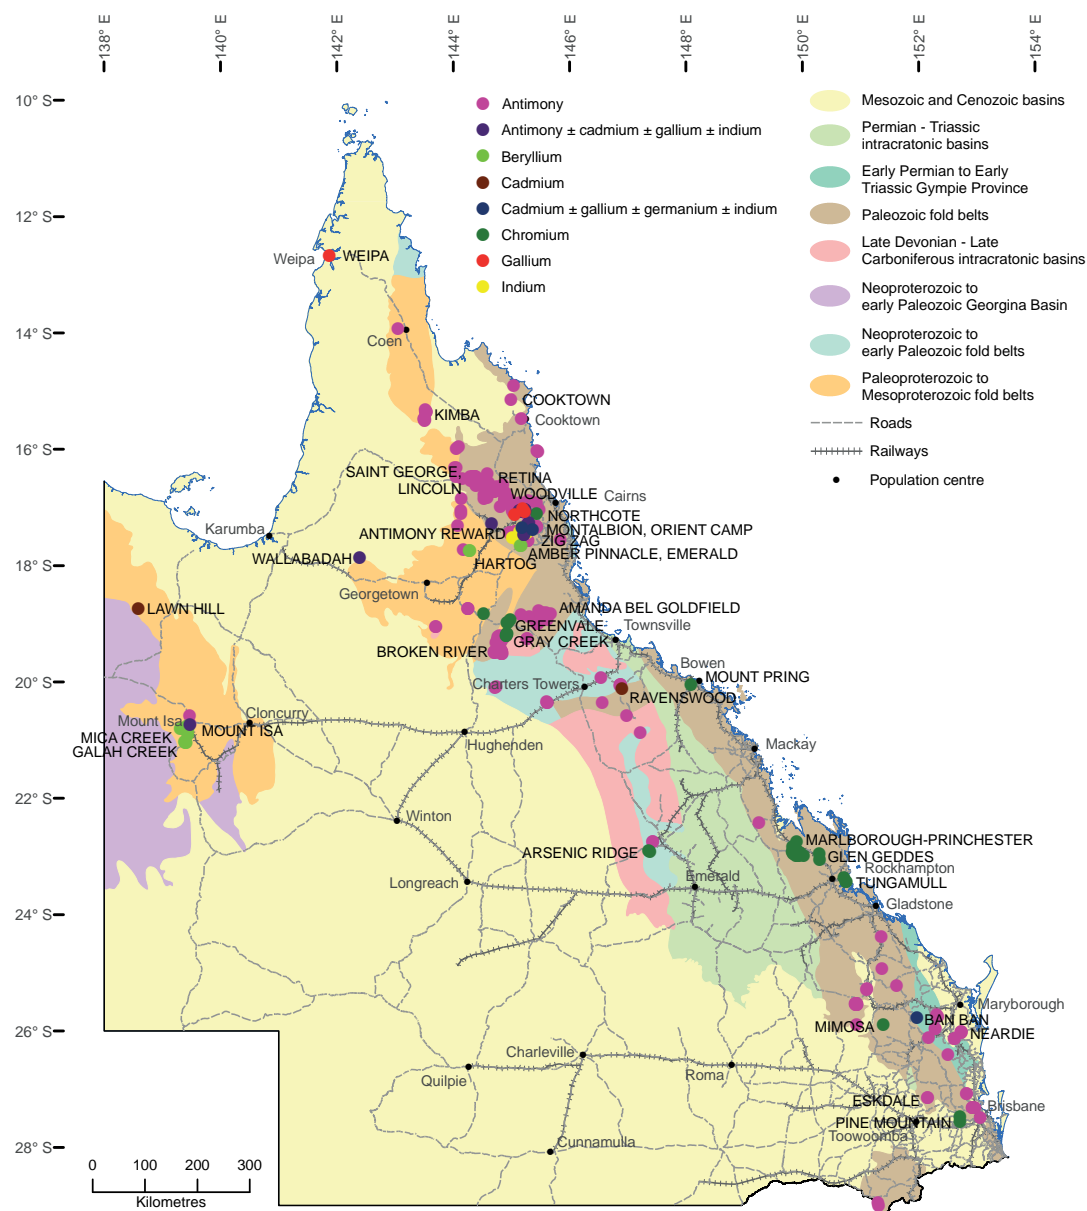 138° E
140° E
142° E
144° E
146° E
148° E
150° E
152° E
154° E
10° S
12° S
14° S
16° S
18° S
20° S
22° S
24° S
26° S
28° S
Antimony
Antimony ± cadmium ± gallium ± indium
Beryllium
Cadmium
Cadmium ± gallium ± germanium ± indium
Chromium
Gallium
Indium
Mesozoic and Cenozoic basins
Permian - Triassic
intracratonic basins
Early Permian to Early
Triassic Gympie Province
Paleozoic fold belts
Late Devonian - Late
Carboniferous intracratonic basins
Neoproterozoic to
early Paleozoic Georgina Basin
Neoproterozoic to
early Paleozoic fold belts
Paleoproterozoic to
Mesoproterozoic fold belts
Roads
Railways
Population centre
Weipa
WEIPA
Coen
KIMBA
COOKTOWN
Cooktown
SAINT GEORGE,
LINCOLN
RETINA
WOODVILLE
Cairns
NORTHCOTE
Karumba
ANTIMONY REWARD
MONTALBION, ORIENT CAMP
ZIG ZAG
WALLABADAH
AMBER PINNACLE, EMERALD
HARTOG
Georgetown
LAWN HILL
AMANDA BEL GOLDFIELD
GREENVALE
Townsville
GRAY CREEK
BROKEN RIVER
Bowen
MOUNT PRING
Charters Towers
RAVENSWOOD
Mount Isa
Cloncurry
MOUNT ISA
MICA CREEK
GALAH CREEK
Hughenden
Mackay
Winton
MARLBOROUGH-PRINCHESTER
ARSENIC RIDGE
GLEN GEDDES
Rockhampton
Longreach
Emerald
TUNGAMULL
Gladstone
Maryborough
MIMOSA
BAN BAN
NEARDIE
Charleville
Quilpie
Roma
ESKDALE
Brisbane
PINE MOUNTAIN
Toowoomba
Cunnamulla
0 100 200 300
Kilometres